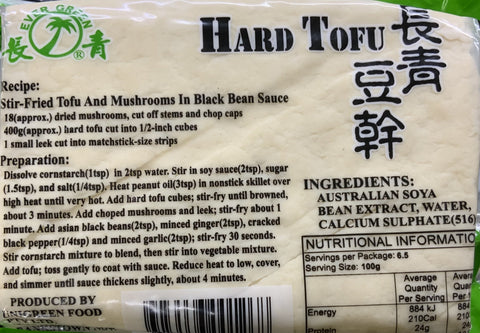 EVER GREEN
長 青
®
HARD TOFU
長青豆幹
Recipe:
Stir-Fried Tofu And Mushrooms In Black Bean Sauce
18(approx.) dried mushrooms, cut off stems and chop caps
400g(approx.) hard tofu cut into 1/2-inch cubes
1 small leek cut into matchstick-size strips
Preparation:
Dissolve cornstarch(1tsp) in 2tsp water. Stir in soy sauce(2tsp), sugar
(1.5tsp), and salt(1/4tsp). Heat peanut oil(3tsp) in nonstick skillet over
high heat until very hot. Add hard tofu cubes; stir-fry until browned,
about 3 minutes. Add choped mushrooms and leek; stir-fry about 1
minute. Add asian black beans(2tsp), minced ginger(2tsp), cracked
black pepper(1/4tsp) and minced garlic(2tsp); stir-fry 30 seconds.
Stir cornstarch mixture to blend, then stir into vegetable mixture.
Add tofu; toss gently to coat with sauce. Reduce heat to low, cover,
and simmer until sauce thickens slightly, about 4 minutes.
PRODUCED BY
EVERGREEN FOOD
PTY.LTD.
INGREDIENTS:
AUSTRALIAN SOYA
BEAN EXTRACT, WATER,
CALCIUM SULPHATE(516)
NUTRITIONAL INFORMATIO
Servings per Package: 6.5
Serving Size: 100g
Average Quantity Per Serving
Average Quantity Per
Energy 884 kJ 884
210Cal 210
Protein 24g